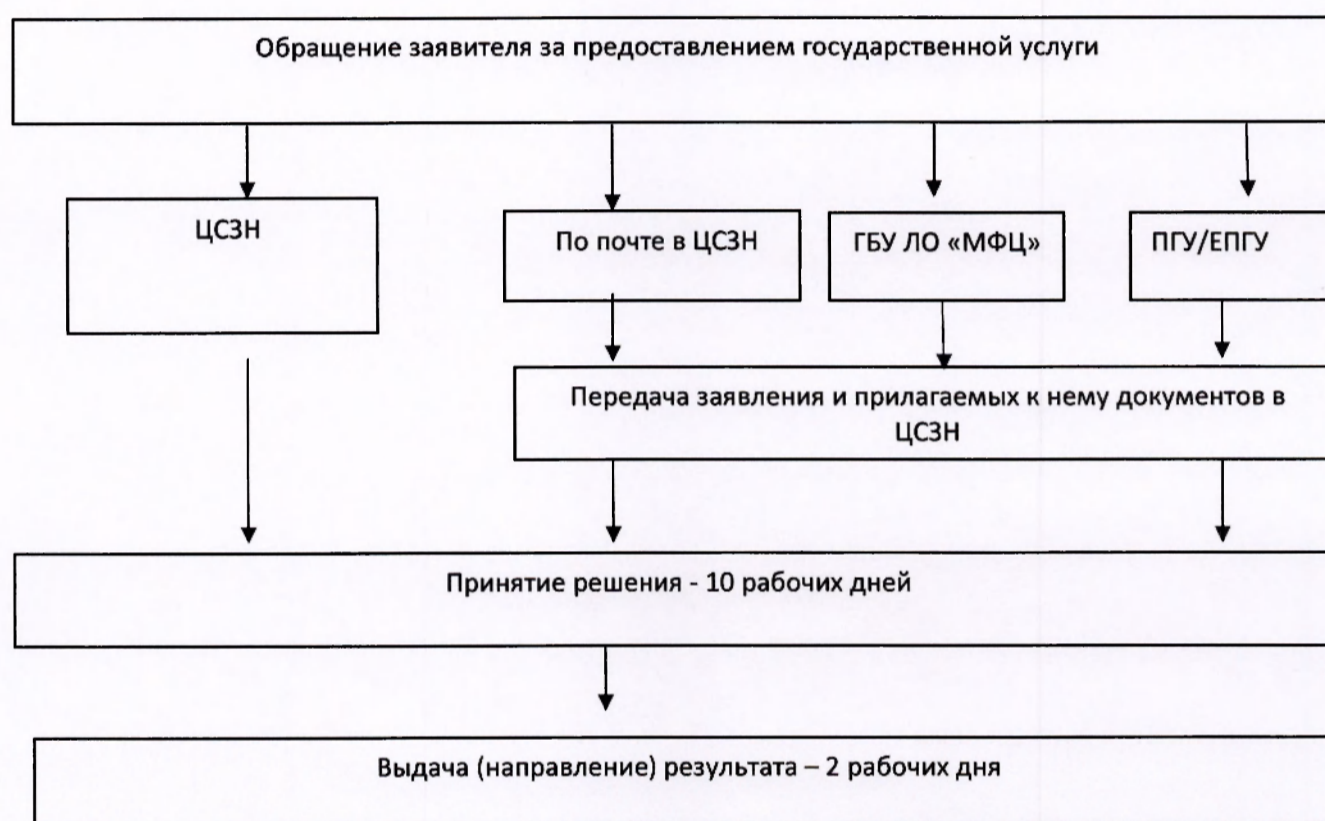 Обращение заявителя за предоставлением государственной услуги
ЦСЗН
По почте в ЦСЗН
ГБУ ЛО «МФЦ»
ПГУ/ЕПГУ
Передача заявления и прилагаемых к нему документов в
ЦСЗН
Принятие решения - 10 рабочих дней
Выдача (направление) результата – 2 рабочих дня